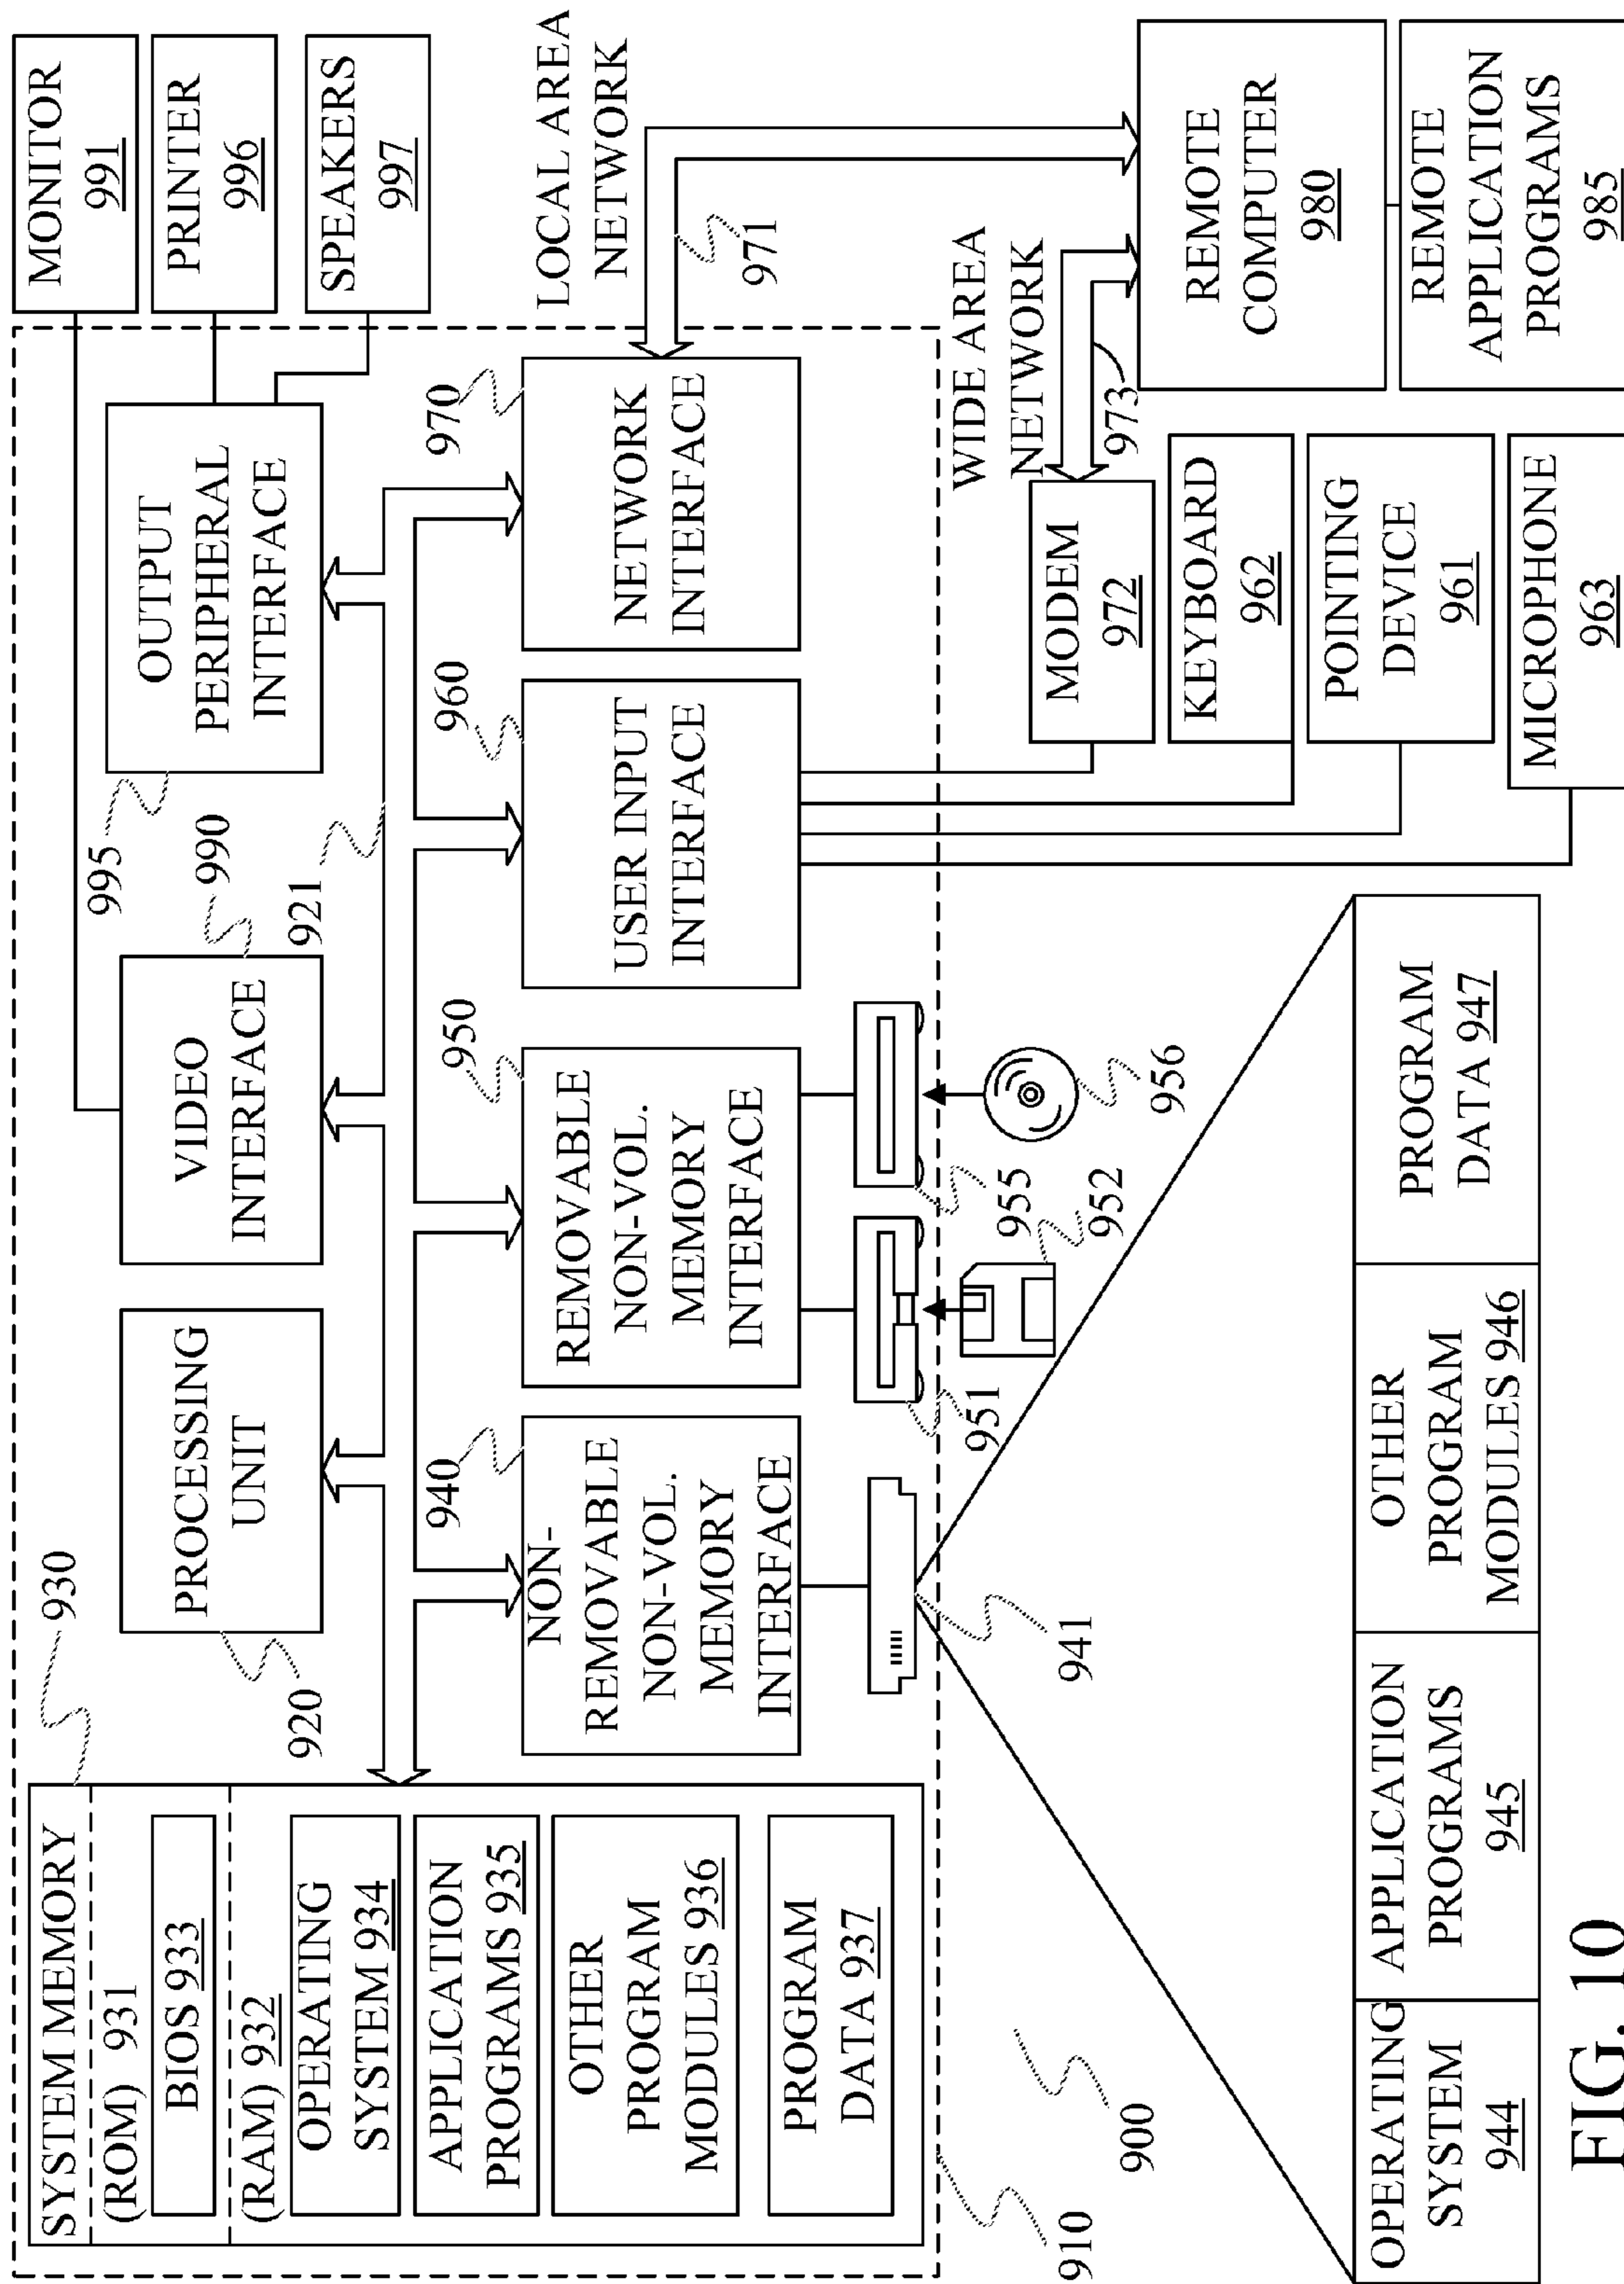 SYSTEM MEMORY
(ROM) 931
BIOS 933
(RAM) 932
OPERATING
SYSTEM 934
APPLICATION
PROGRAMS 935
OTHER
PROGRAM
MODULES 936
PROGRAM
DATA 937
930
920
PROCESSING
UNIT
VIDEO
INTERFACE
990
921
995
OUTPUT
PERIPHERAL
INTERFACE
MONITOR
991
PRINTER
996
SPEAKERS
997
940
NON-
REMOVABLE
NON-VOL.
MEMORY
INTERFACE
950
REMOVABLE
NON-VOL.
MEMORY
INTERFACE
960
USER INPUT
INTERFACE
970
NETWORK
INTERFACE
LOCAL AREA
NETWORK
971
941
951
952
955
956
WIDE AREA
NETWORK
973
MODEM
972
KEYBOARD
962
POINTING
DEVICE
961
MICROPHONE
963
REMOTE
COMPUTER
980
REMOTE
APPLICATION
PROGRAMS
985
910
900
OPERATING
SYSTEM
944
APPLICATION
PROGRAMS
945
OTHER
PROGRAM
MODULES 946
PROGRAM
DATA 947
FIG. 10